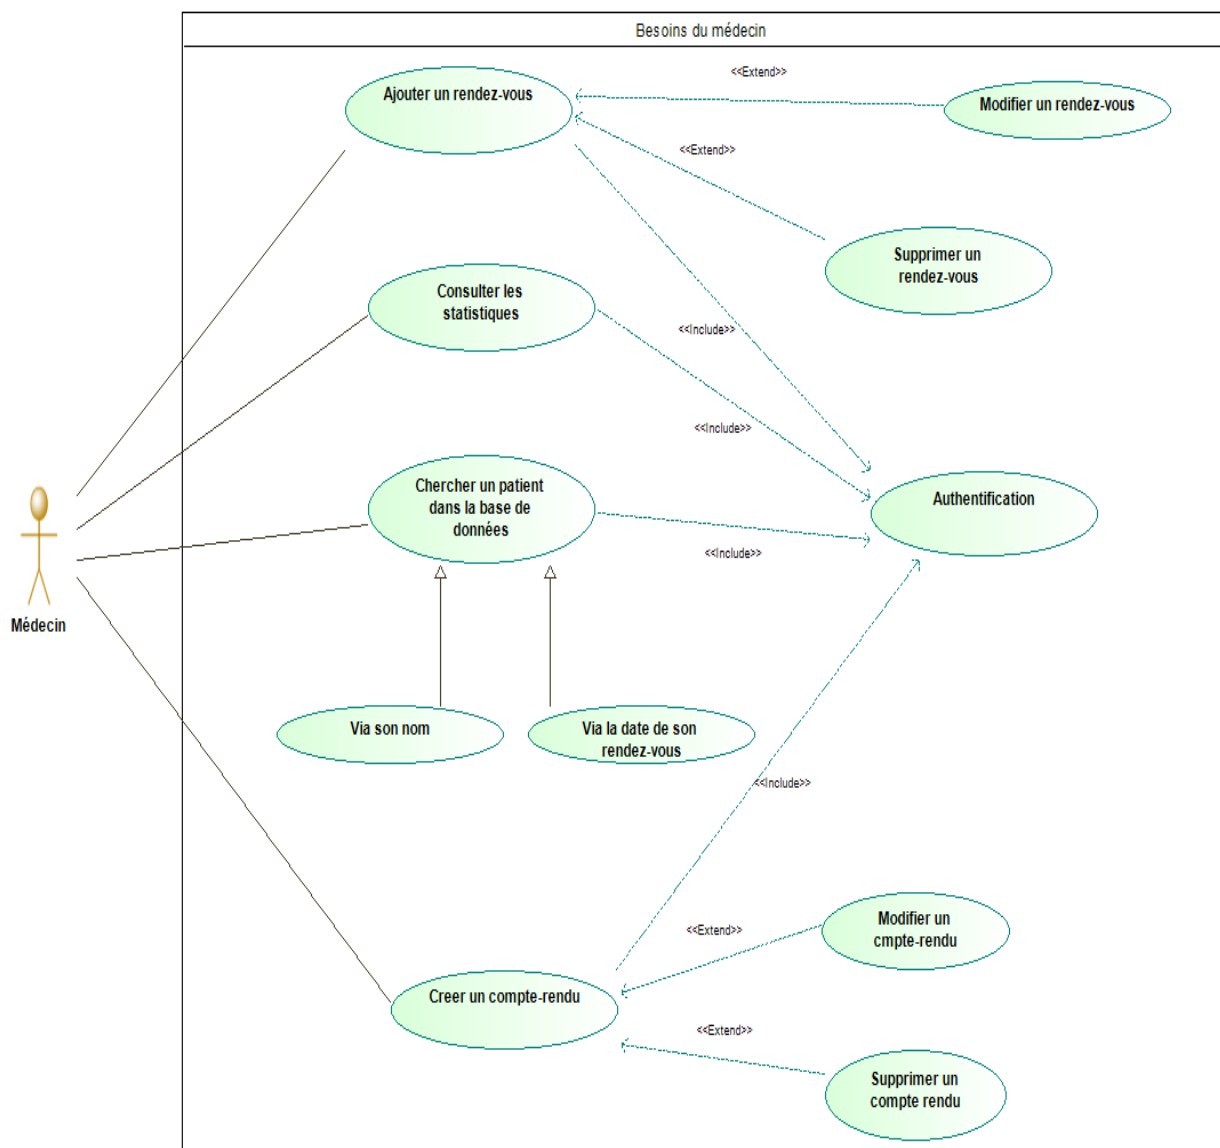 Besoins du médecin
<<Extend>>
Ajouter un rendez-vous
Modifier un rendez-vous
<<Extend>>
Supprimer un
rendez-vous
Consulter les
statistiques
<<Include>>
<<Include>>
Chercher un patient
dans la base de
données
Authentification
<<Include>>
Médecin
Via son nom
Via la date de son
rendez-vous
<<Include>>
Modifier un
cmpte-rendu
<<Extend>>
Creer un compte-rendu
<<Extend>>
Supprimer un
compte rendu